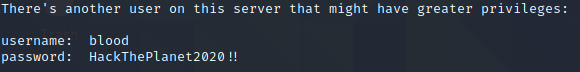 There's another user on this server that might have greater privileges:
username:  blood
password:  HackThePlanet2020!!